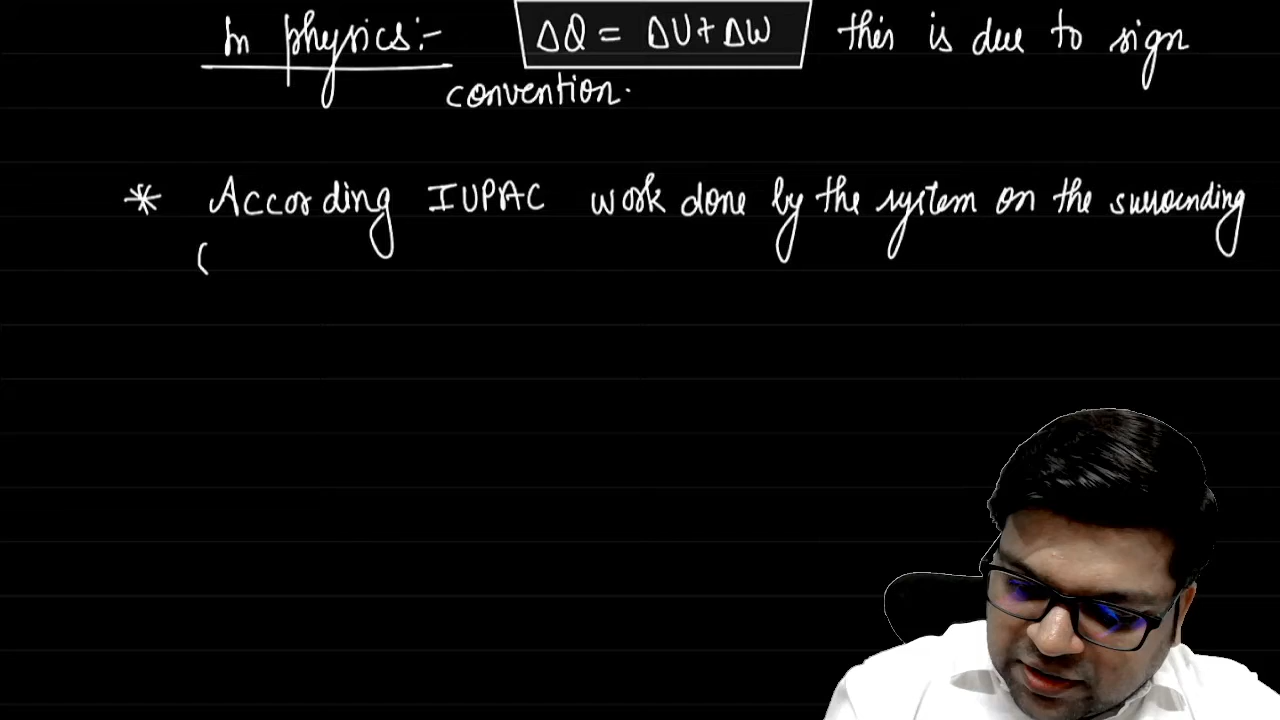 In physics:- ΔQ = ΔU+ ΔW this is due to sign
convention.
* According IUPAC work done by the system on the surrounding
(